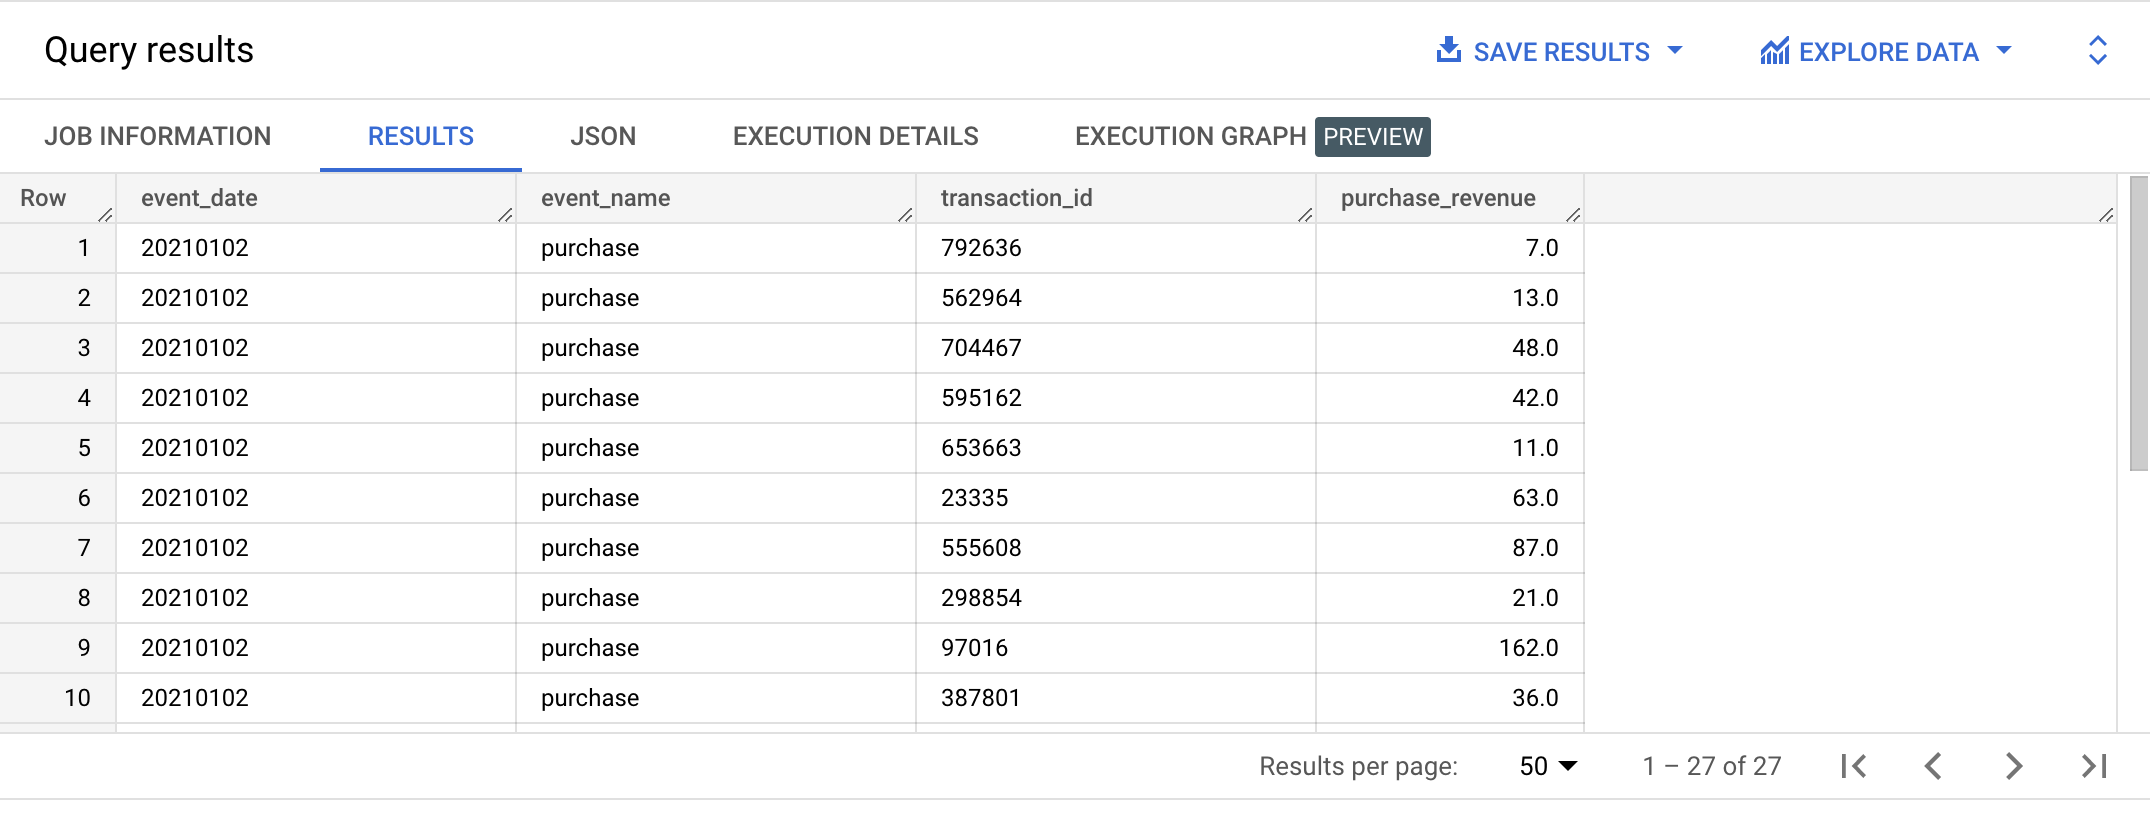 Query results
SAVE RESULTS
EXPLORE DATA
JOB INFORMATION RESULTS JSON EXECUTION DETAILS EXECUTION GRAPH PREVIEW
Row event_date event_name transaction_id purchase_revenue
1 20210102 purchase 792636 7.0
2 20210102 purchase 562964 13.0
3 20210102 purchase 704467 48.0
4 20210102 purchase 595162 42.0
5 20210102 purchase 653663 11.0
6 20210102 purchase 23335 63.0
7 20210102 purchase 555608 87.0
8 20210102 purchase 298854 21.0
9 20210102 purchase 97016 162.0
10 20210102 purchase 387801 36.0
Results per page: 50 1 – 27 of 27